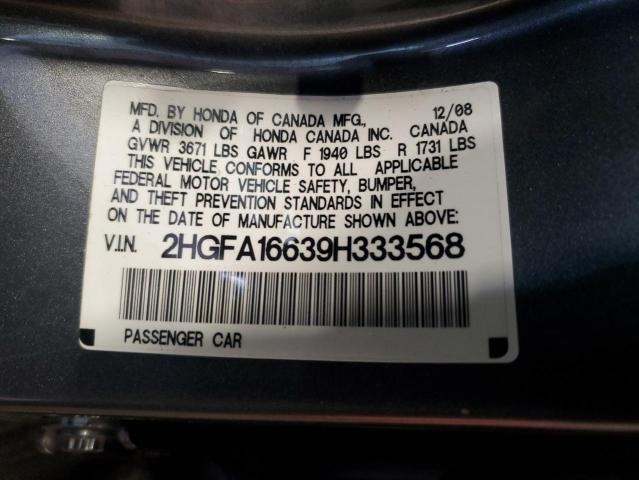 MFD. BY HONDA OF CANADA MFG., 12/08
A DIVISION OF HONDA CANADA INC. CANADA
GVWR 3671 LBS GAWR F 1940 LBS R 1731 LBS
THIS VEHICLE CONFORMS TO ALL APPLICABLE
FEDERAL MOTOR VEHICLE SAFETY, BUMPER,
AND THEFT PREVENTION STANDARDS IN EFFECT
ON THE DATE OF MANUFACTURE SHOWN ABOVE:
V.I.N. 2HGFA16639H333568
PASSENGER CAR